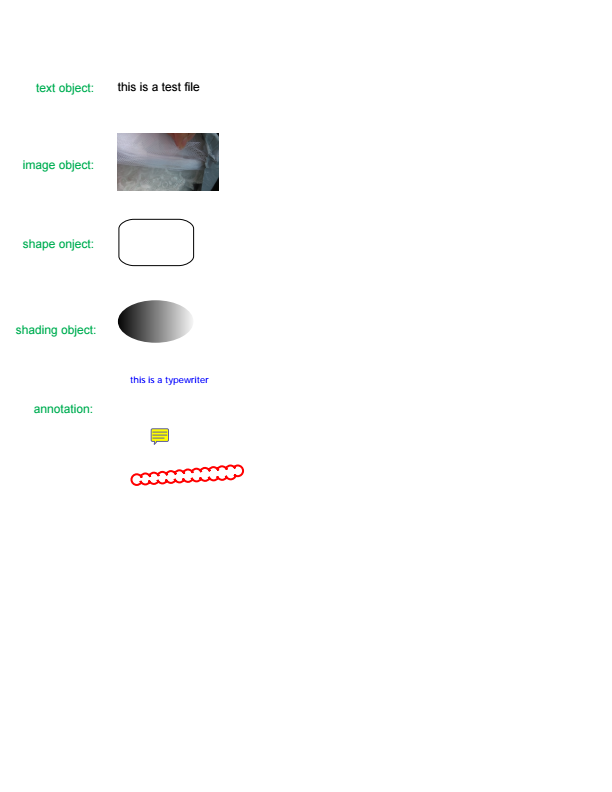 text object: this is a test file
image object:
shape onject:
shading object:
this is a typewriter
annotation: